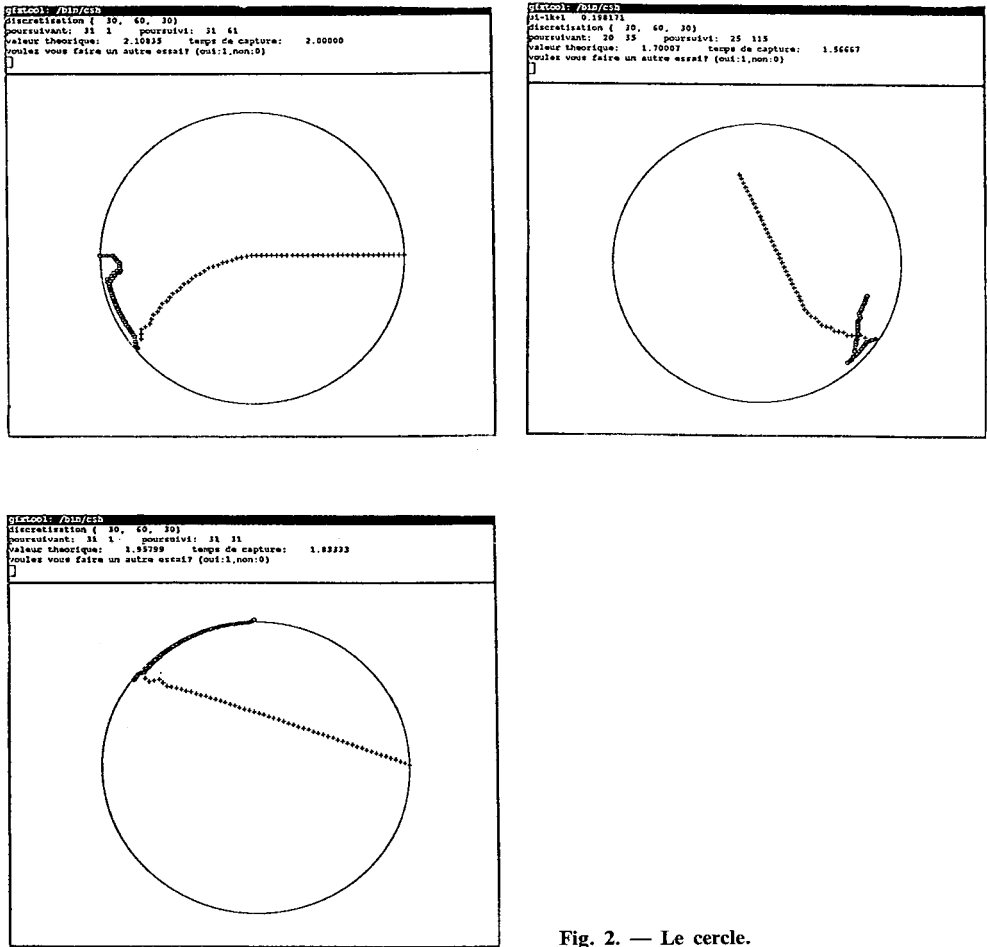 gfxtool: /bin/csh
discretisation ( 30, 60, 30)
poursuivant: 31 1 poursuivi: 31 61
valeur theorique: 2.10835 temps de capture: 2.00000
voulez vous faire un autre essai? (oui:1,non:0)
gfxtool: /bin/csh
pi-ik+1 0.198171
discretisation ( 30, 60, 30)
poursuivant: 20 35 poursuivi: 25 115
valeur theorique: 1.70007 temps de capture: 1.56667
voulez vous faire un autre essai? (oui:1,non:0)
gfxtool: /bin/csh
discretisation ( 30, 60, 30)
poursuivant: 31 1 poursuivi: 31 31
valeur theorique: 1.95799 temps de capture: 1.83333
voulez vous faire un autre essai? (oui:1,non:0)
Fig. 2. — Le cercle.